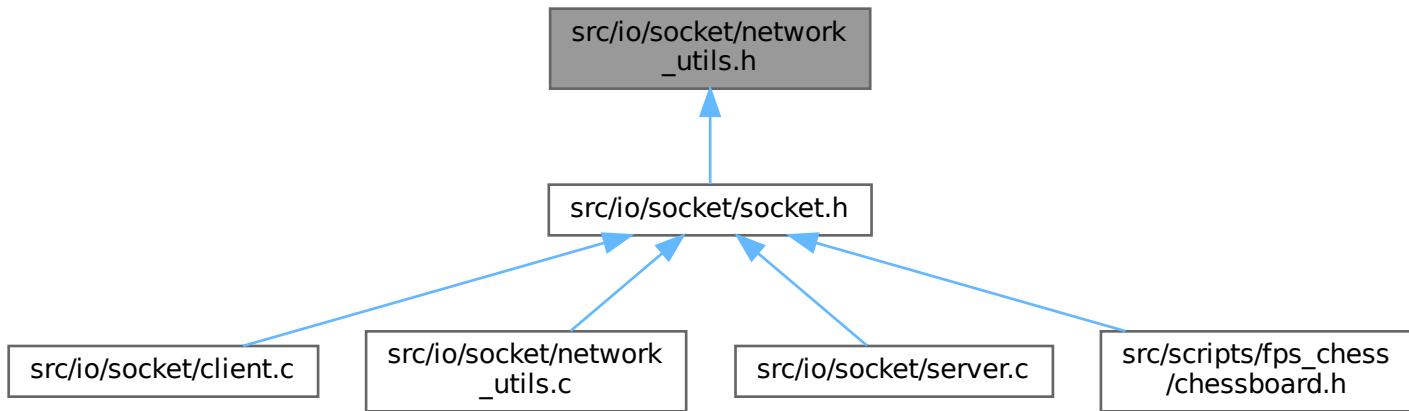 src/io/socket/network
_utils.h
src/io/socket/socket.h
src/io/socket/client.c
src/io/socket/network
_utils.c
src/io/socket/server.c
src/scripts/fps_chess
/chessboard.h